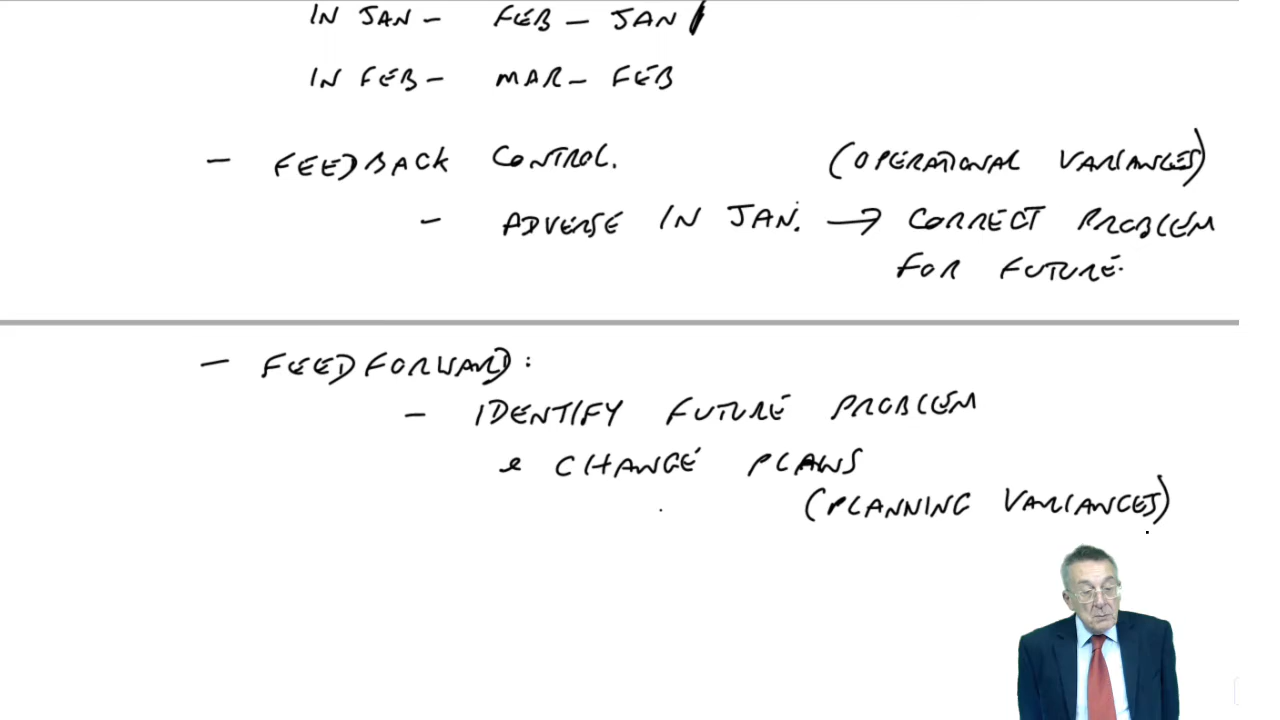 IN JAN - FEB - JAN
IN FEB - MAR - FEB
- FEEDBACK CONTROL. (OPERATIONAL VARIANCES)
- ADVERSE IN JAN. → CORRECT PROBLEM
FOR FUTURE.
- FEEDFORWARD:
- IDENTIFY FUTURE PROBLEM
& CHANGE PLANS
(PLANNING VARIANCES)